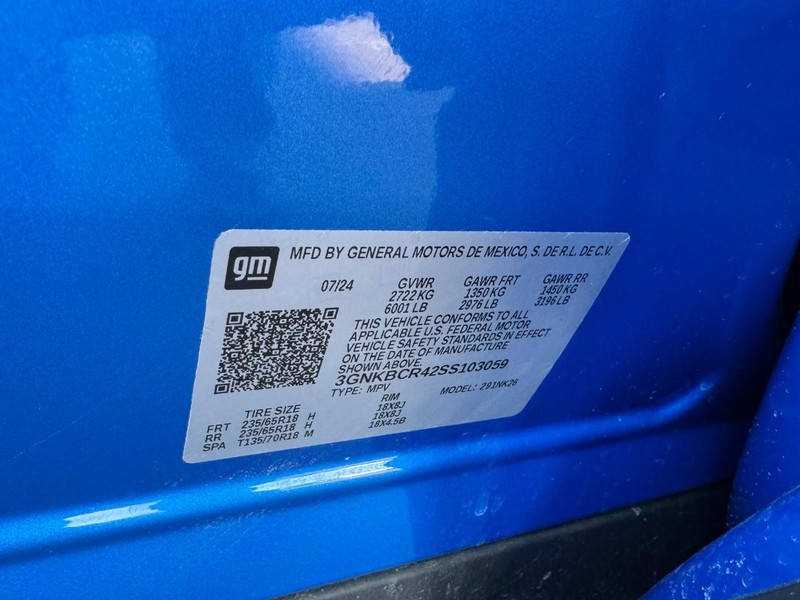 gm
MFD BY GENERAL MOTORS DE MEXICO, S. DE R.L. DE C.V.
07/24 GVWR GAWR FRT GAWR RR
2722 KG 1350 KG 1450 KG
6001 LB 2976 LB 3196 LB
THIS VEHICLE CONFORMS TO ALL
APPLICABLE U.S. FEDERAL MOTOR
VEHICLE SAFETY STANDARDS IN EFFECT
ON THE DATE OF MANUFACTURE
SHOWN ABOVE.
3GNKBCR42SS103059
TYPE: MPV MODEL: 291NK26
TIRE SIZE RIM
FRT 235/65R18 H 18X8J
RR 235/65R18 H 18X8J
SPA T135/70R18 M 18X4.5B